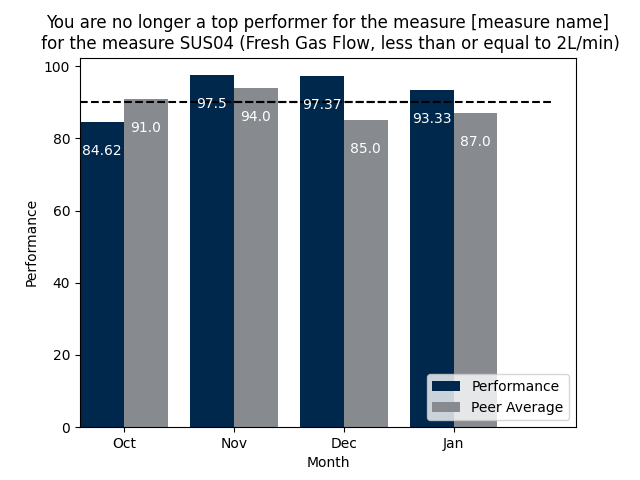 You are no longer a top performer for the measure [measure name]
for the measure SUS04 (Fresh Gas Flow, less than or equal to 2L/min)
100
80
60
40
20
0
Performance
84.62
91.0
97.5
94.0
97.37
85.0
93.33
87.0
Performance
Peer Average
Oct
Nov
Dec
Jan
Month